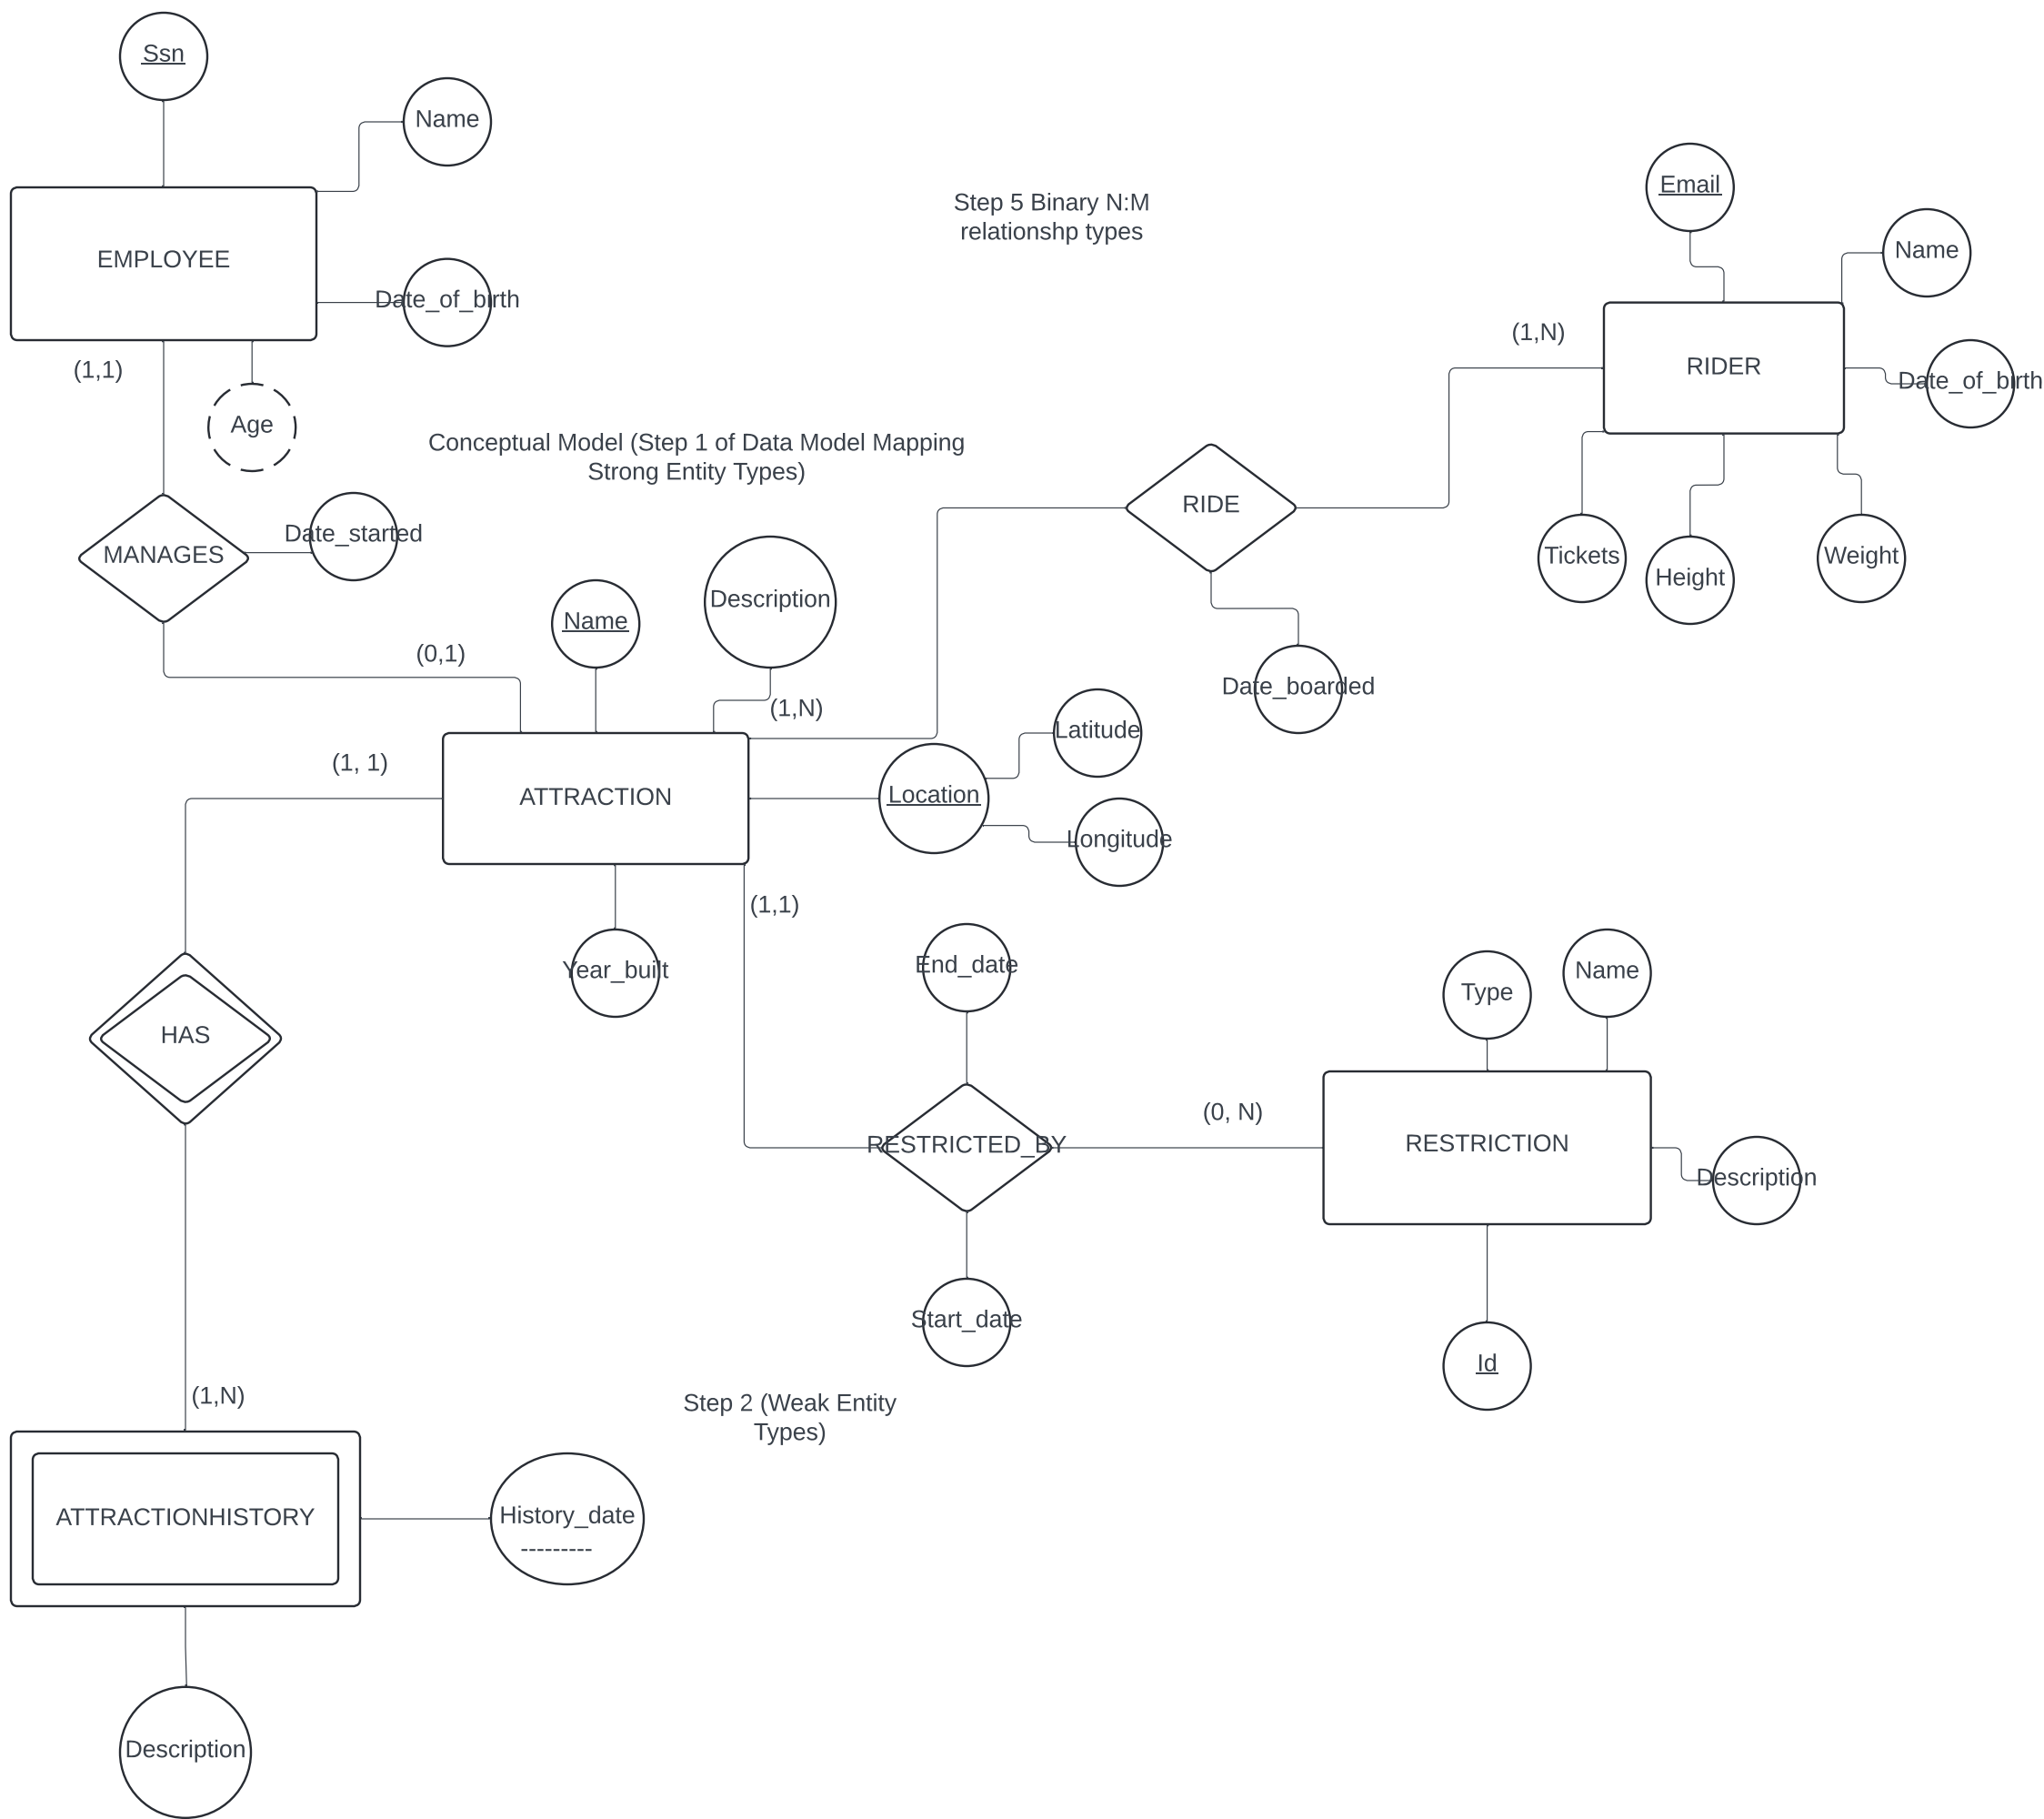 Ssn
Name
EMPLOYEE
Date_of_birth
(1,1)
Age
Step 5 Binary N:M
relationshp types
Email
Name
(1,N)
RIDER
Date_of_birth
Conceptual Model (Step 1 of Data Model Mapping
Strong Entity Types)
RIDE
MANAGES
Date_started
Tickets
Height
Weight
Name
Description
(0,1)
(1,N)
Date_boarded
Latitude
(1, 1)
ATTRACTION
Location
Longitude
(1,1)
Year_built
End_date
Type
Name
HAS
(0, N)
RESTRICTED_BY
RESTRICTION
Description
Start_date
Id
(1,N)
Step 2 (Weak Entity
Types)
ATTRACTIONHISTORY
History_date
---------
Description